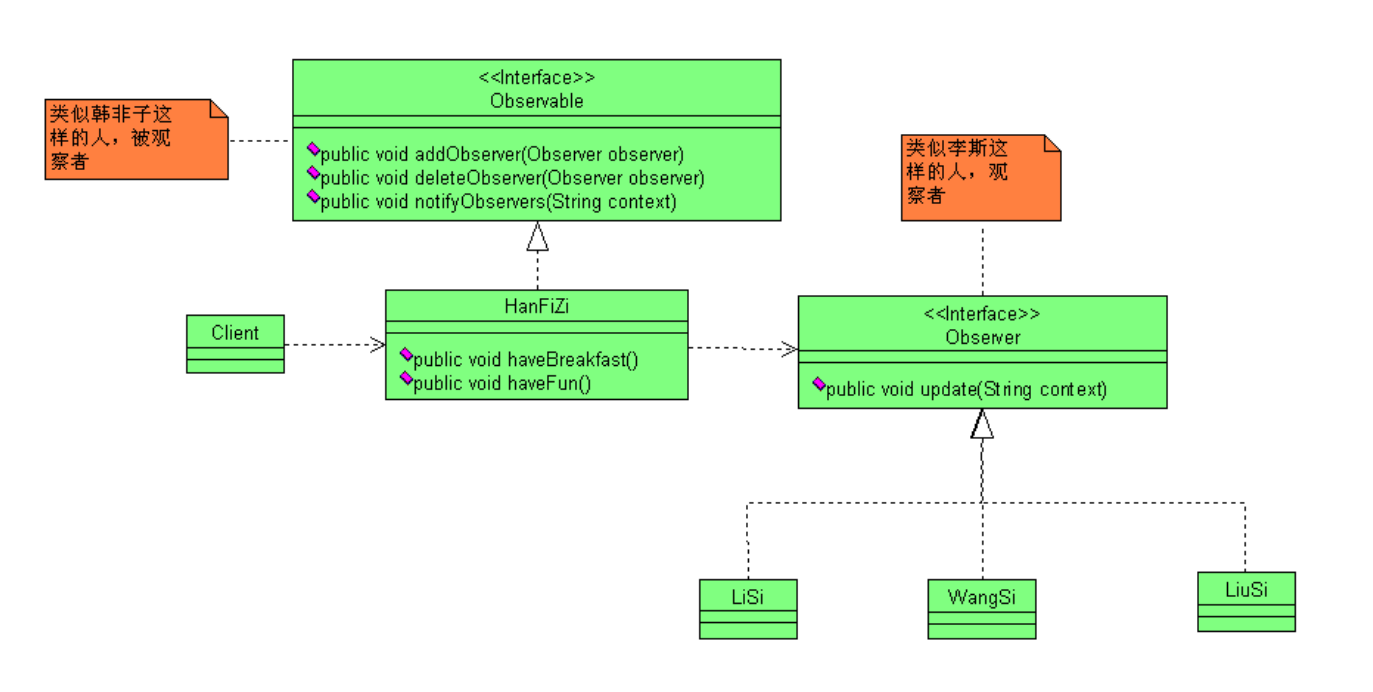 <<Interface>>
Observable
public void addObserver(Observer observer)
public void deleteObserver(Observer observer)
public void notifyObservers(String context)
类似韩非子这
样的人，被观
察者
类似李斯这
样的人，观
察者
Client
HanFiZi
public void haveBreakfast()
public void haveFun()
<<Interface>>
Observer
public void update(String context)
LiSi
WangSi
LiuSi